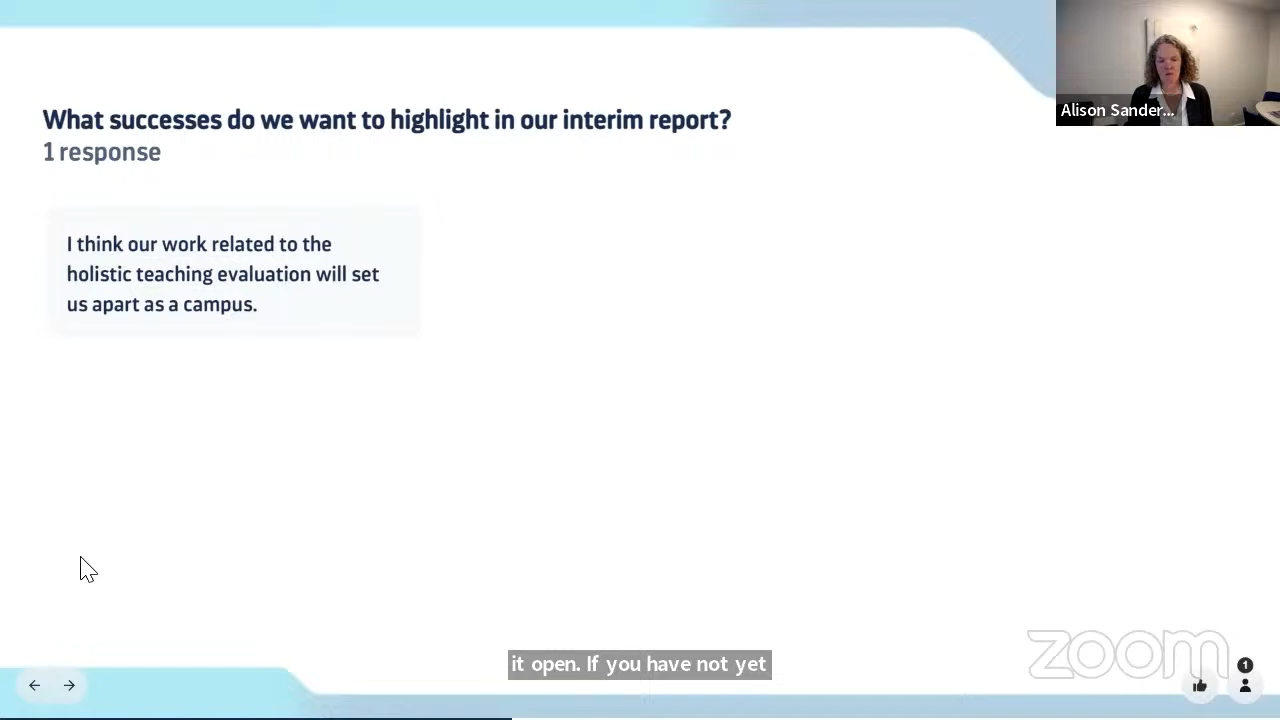 What successes do we want to highlight in our interim report?
1 response
Alison Sander...
I think our work related to the
holistic teaching evaluation will set
us apart as a campus.
it open. If you have not yet
zoom
1